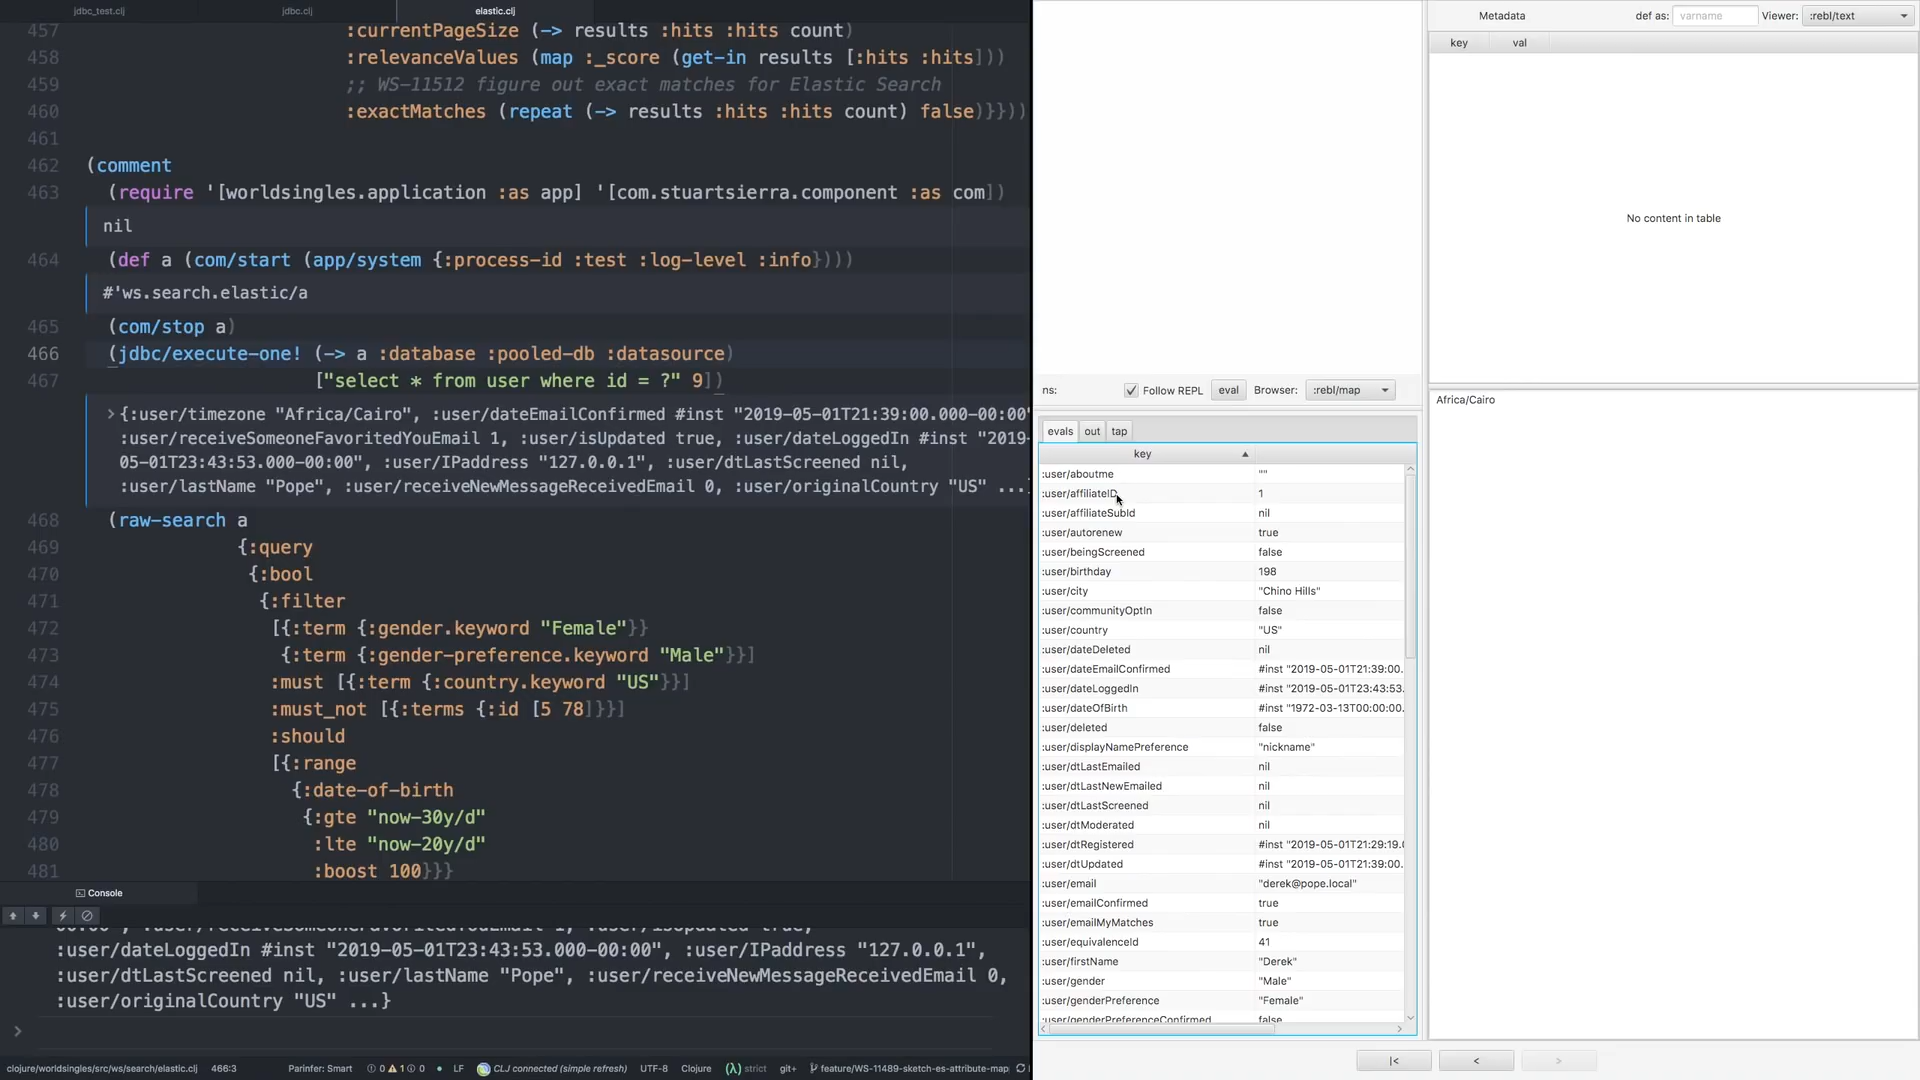 jdbc_test.clj
jdbc.clj
elastic.clj
457 :currentPageSize (-> results :hits :hits count)
458 :relevanceValues (map :_score (get-in results [:hits :hits]))
459 ;; WS-11512 figure out exact matches for Elastic Search
460 :exactMatches (repeat (-> results :hits :hits count) false)}}))
461
462 (comment
463 (require '[worldsingles.application :as app] '[com.stuartsierra.component :as com])
nil
464 (def a (com/start (app/system {:process-id :test :log-level :info})))
#'ws.search.elastic/a
465 (com/stop a)
466 (jdbc/execute-one! (-> a :database :pooled-db :datasource)
467 ["select * from user where id = ?" 9])
{:user/timezone "Africa/Cairo", :user/dateEmailConfirmed #inst "2019-05-01T21:39:00.000-00:00"
:user/receiveSomeoneFavoritedYouEmail 1, :user/isUpdated true, :user/dateLoggedIn #inst "2019-
05-01T23:43:53.000-00:00", :user/IPaddress "127.0.0.1", :user/dtLastScreened nil,
:user/lastName "Pope", :user/receiveNewMessageReceivedEmail 0, :user/originalCountry "US" ...}
468 (raw-search a
469 {:query
470 {:bool
471 {:filter
472 [{:term {:gender.keyword "Female"}}
473 {:term {:gender-preference.keyword "Male"}}]
474 :must [{:term {:country.keyword "US"}}]
475 :must_not [{:terms {:id [5 78]}}]
476 :should
477 [{:range
478 {:date-of-birth
479 {:gte "now-30y/d"
480 :lte "now-20y/d"
481 :boost 100}}}
Console
:user/dateLoggedIn #inst "2019-05-01T23:43:53.000-00:00", :user/IPaddress "127.0.0.1",
:user/dtLastScreened nil, :user/lastName "Pope", :user/receiveNewMessageReceivedEmail 0,
:user/originalCountry "US" ...}
>
clojure/worldsingles/src/ws/search/elastic.clj 466:3 Parinfer: Smart 0 1 0 LF CLJ connected (simple refresh) UTF-8 Clojure (λ) strict git+ feature/WS-11489-sketch-es-attribute-map
ns: Follow REPL eval Browser: :rebl/map
evals out tap
key
:user/aboutme ""
:user/affiliateID 1
:user/affiliateSubId nil
:user/autorenew true
:user/beingScreened false
:user/birthday 198
:user/city "Chino Hills"
:user/communityOptIn false
:user/country "US"
:user/dateDeleted nil
:user/dateEmailConfirmed #inst "2019-05-01T21:39:00.
:user/dateLoggedIn #inst "2019-05-01T23:43:53.
:user/dateOfBirth #inst "1972-03-13T00:00:00.
:user/deleted false
:user/displayNamePreference "nickname"
:user/dtLastEmailed nil
:user/dtLastNewEmailed nil
:user/dtLastScreened nil
:user/dtModerated nil
:user/dtRegistered #inst "2019-05-01T21:29:19.0
:user/dtUpdated #inst "2019-05-01T21:39:00.
:user/email "derek@pope.local"
:user/emailConfirmed true
:user/emailMyMatches true
:user/equivalenceId 41
:user/firstName "Derek"
:user/gender "Male"
:user/genderPreference "Female"
:user/genderPreferenceConfirmed false
Metadata def as: varname Viewer: :rebl/text
key val
No content in table
Africa/Cairo
|< < >